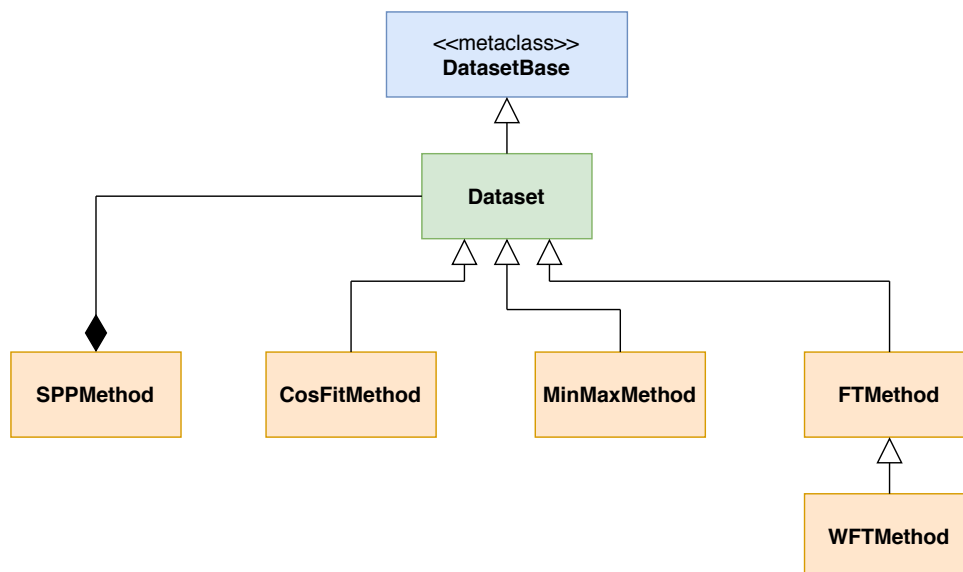 <<metaclass>>
DatasetBase
Dataset
SPPMethod
CosFitMethod
MinMaxMethod
FTMethod
WFTMethod